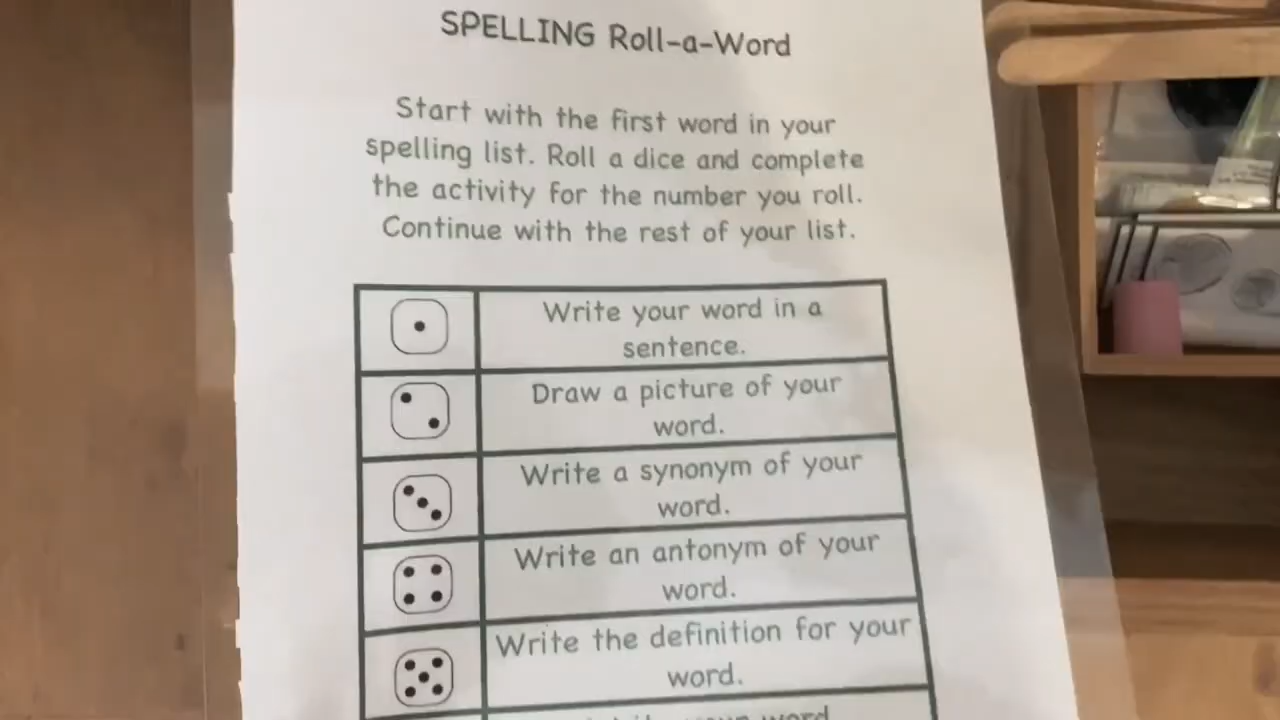 SPELLING Roll-a-Word
Start with the first word in your
spelling list. Roll a dice and complete
the activity for the number you roll.
Continue with the rest of your list.
Write your word in a
sentence.
Draw a picture of your
word.
Write a synonym of your
word.
Write an antonym of your
word.
Write the definition for your
word.
your word